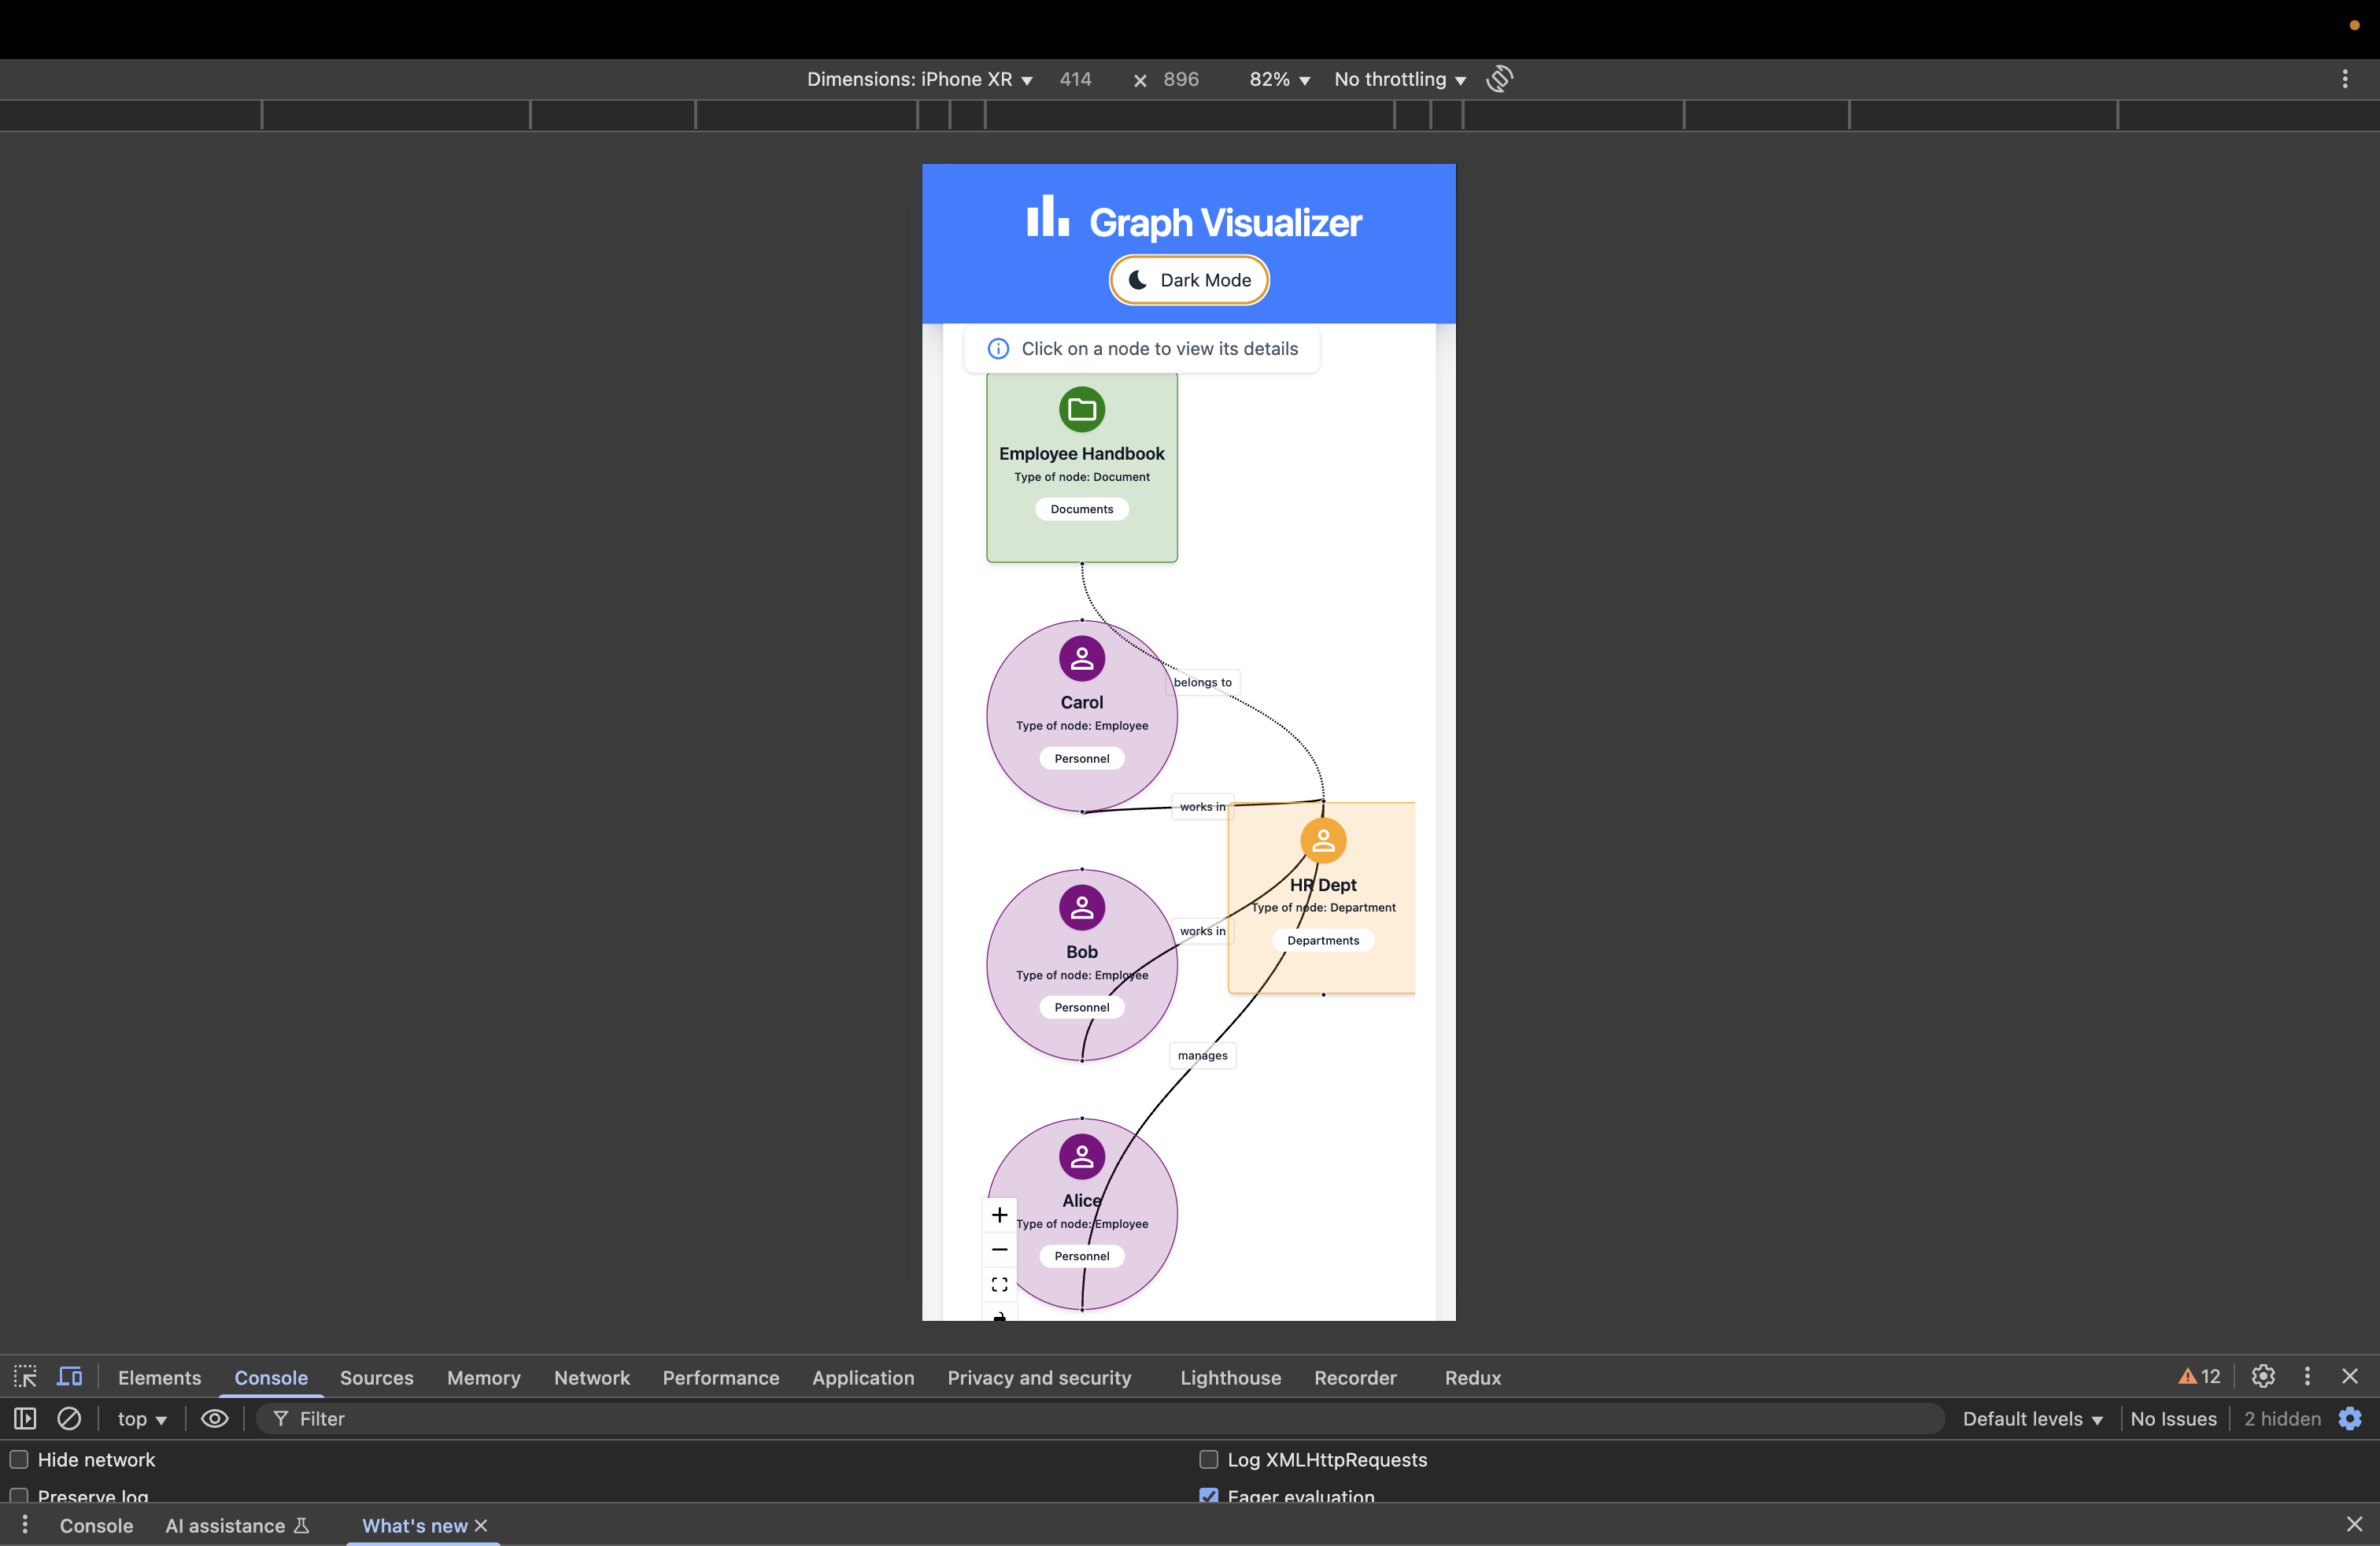 Dimensions: iPhone XR 414 × 896 82% No throttling
Graph Visualizer
Dark Mode
Click on a node to view its details
Employee Handbook
Type of node: Document
Documents
belongs to
Carol
Type of node: Employee
Personnel
works in
HR Dept
Type of node: Department
Departments
works in
Bob
Type of node: Employee
Personnel
manages
Alice
Type of node: Employee
Personnel
Elements Console Sources Memory Network Performance Application Privacy and security Lighthouse Recorder Redux 12
top Filter Default levels No Issues 2 hidden
Hide network Log XMLHttpRequests
Preserve log Eager evaluation
Console AI assistance What's new